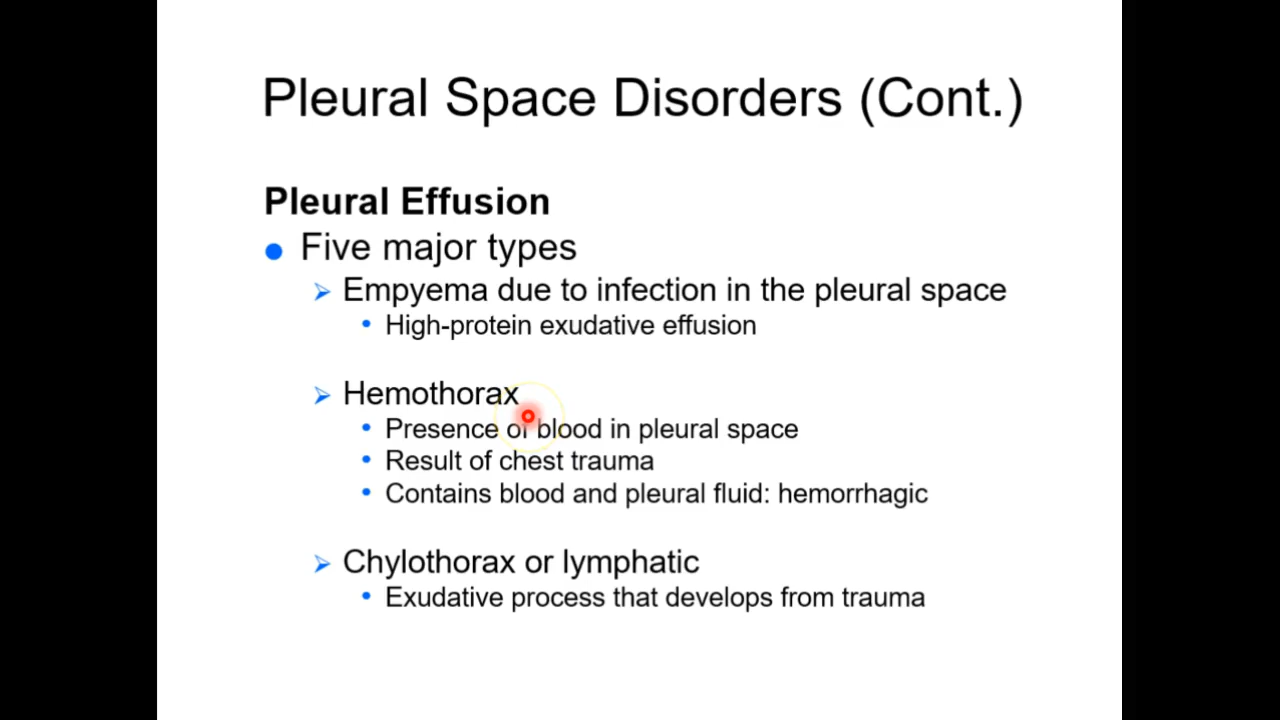 Pleural Space Disorders (Cont.)
Pleural Effusion
Five major types
Empyema due to infection in the pleural space
High-protein exudative effusion
Hemothorax
Presence of blood in pleural space
Result of chest trauma
Contains blood and pleural fluid: hemorrhagic
Chylothorax or lymphatic
Exudative process that develops from trauma